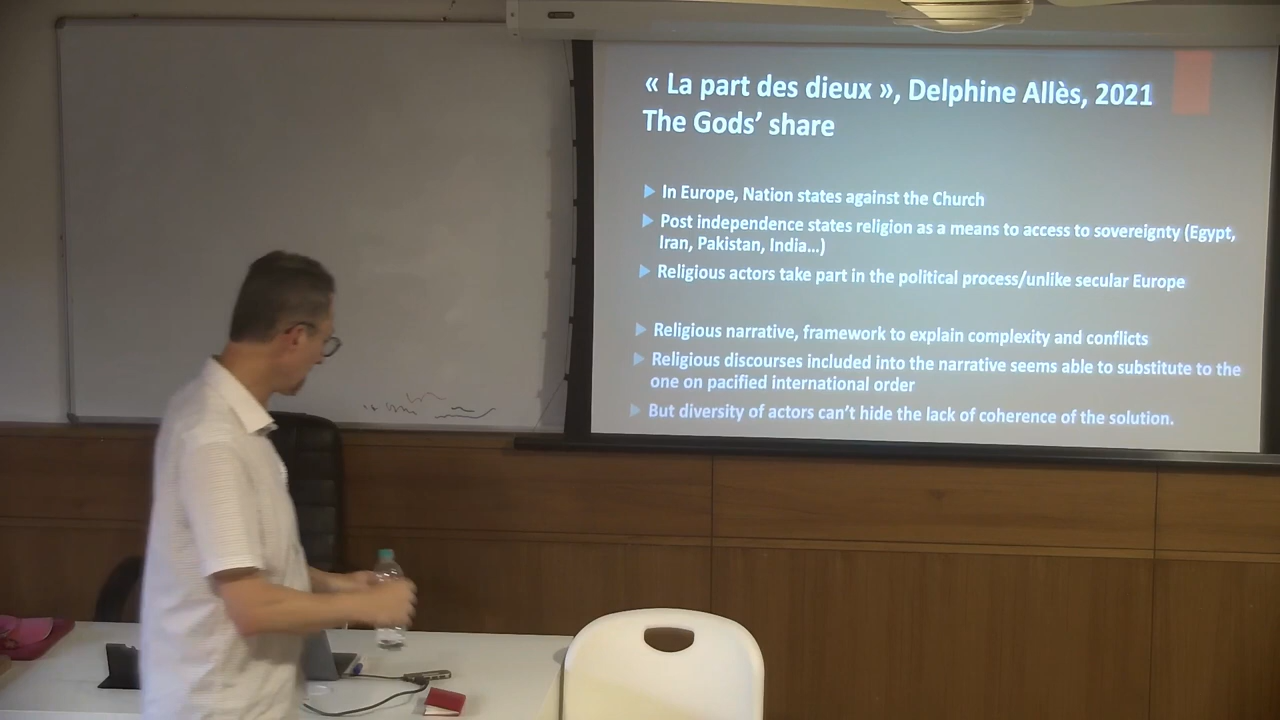 « La part des dieux », Delphine Allès, 2021
The Gods' share
In Europe, Nation states against the Church
Post independence states religion as a means to access to sovereignty (Egypt,
Iran, Pakistan, India...)
Religious actors take part in the political process/unlike secular Europe
Religious narrative, framework to explain complexity and conflicts
Religious discourses included into the narrative seems able to substitute to the
one on pacified international order
But diversity of actors can't hide the lack of coherence of the solution.